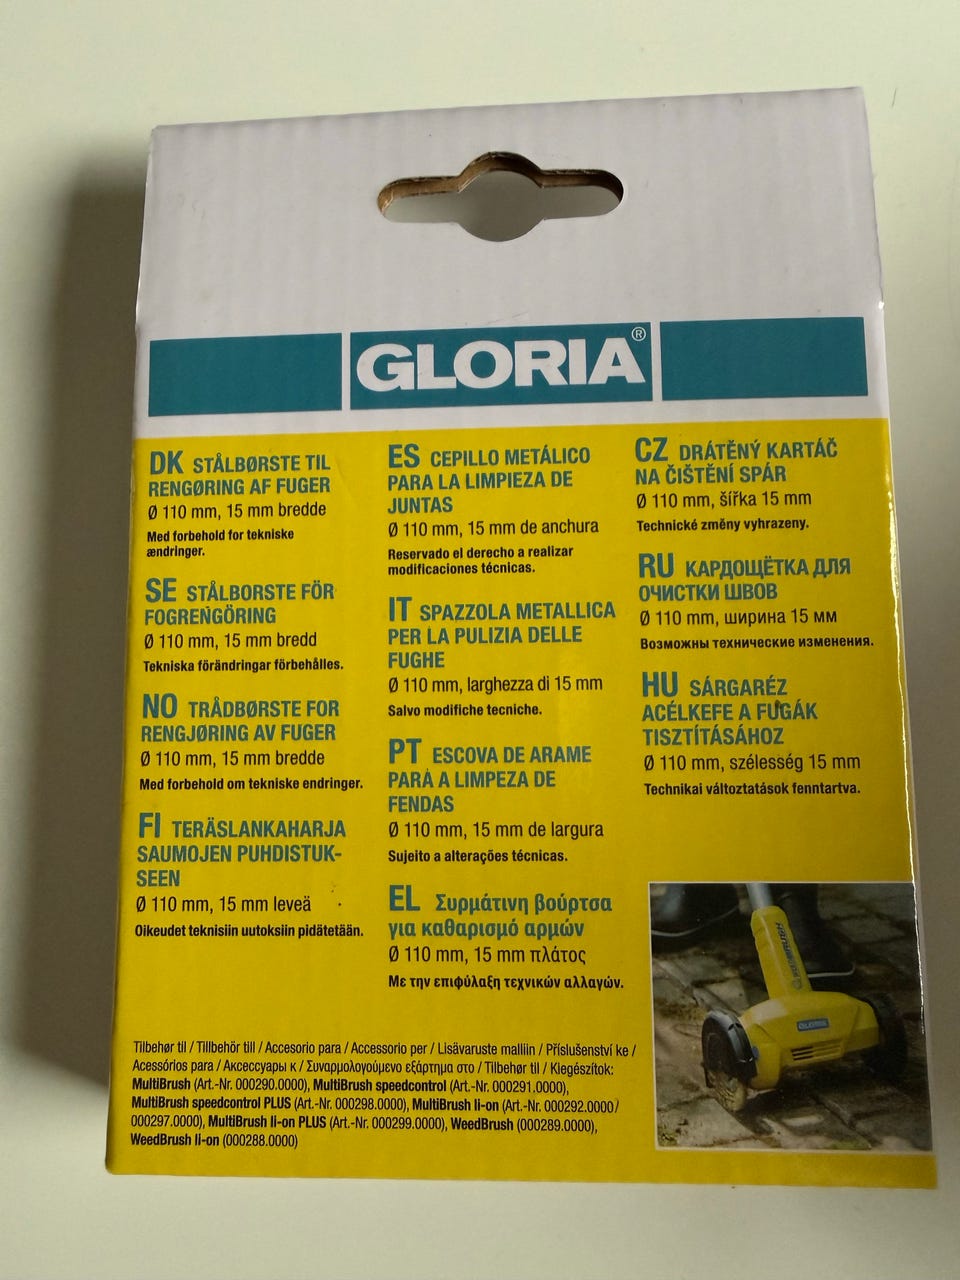 GLORIA®
DK STÅLBØRSTE TIL
RENGØRING AF FUGER
Ø 110 mm, 15 mm bredde
Med forbehold for tekniske
ændringer.
SE STÅLBORSTE FÖR
FOGRENGÖRING
Ø 110 mm, 15 mm bredd
Tekniska förändringar förbehålles.
NO TRÅDBØRSTE FOR
RENGJØRING AV FUGER
Ø 110 mm, 15 mm bredde
Med forbehold om tekniske endringer.
FI TERÄSLANKAHARJA
SAUMOJEN PUHDISTUK-
SEEN
Ø 110 mm, 15 mm leveä
Oikeudet teknisiin uutoksiin pidätetään.
ES CEPILLO METÁLICO
PARA LA LIMPIEZA DE
JUNTAS
Ø 110 mm, 15 mm de anchura
Reservado el derecho a realizar
modificaciones técnicas.
IT SPAZZOLA METALLICA
PER LA PULIZIA DELLE
FUGHE
Ø 110 mm, larghezza di 15 mm
Salvo modifiche tecniche.
PT ESCOVA DE ARAME
PARA A LIMPEZA DE
FENDAS
Ø 110 mm, 15 mm de largura
Sujeito a alterações técnicas.
EL Συρμάτινη βούρτσα
για καθαρισμό αρμών
Ø 110 mm, 15 mm πλάτος
Με την επιφύλαξη τεχνικών αλλαγών.
CZ DRÁTĚNÝ KARTÁČ
NA ČIŠTĚNÍ SPÁR
Ø 110 mm, šířka 15 mm
Technické změny vyhrazeny.
RU КАРДОЩЁТКА ДЛЯ
ОЧИСТКИ ШВОВ
Ø 110 mm, ширина 15 мм
Возможны технические изменения.
HU SÁRGARÉZ
ACÉLKEFE A FUGÁK
TISZTÍTÁSÁHOZ
Ø 110 mm, szélesség 15 mm
Technikai változtatások fenntartva.
Tilbehør til / Tillbehör till / Accesorio para / Accessorio per / Lisävaruste malliin / Příslušenství ke /
Acessórios para / Аксессуары к / Συναρμολογούμενο εξάρτημα στο / Tilbehør til / Kiegészítok:
MultiBrush (Art.-Nr. 000290.0000), MultiBrush speedcontrol (Art.-Nr. 000291.0000),
MultiBrush speedcontrol PLUS (Art.-Nr. 000298.0000), MultiBrush li-on (Art.-Nr. 000292.0000/
000297.0000), MultiBrush li-on PLUS (Art.-Nr. 000299.0000), WeedBrush (000289.0000),
WeedBrush li-on (000288.0000)
GLORIA